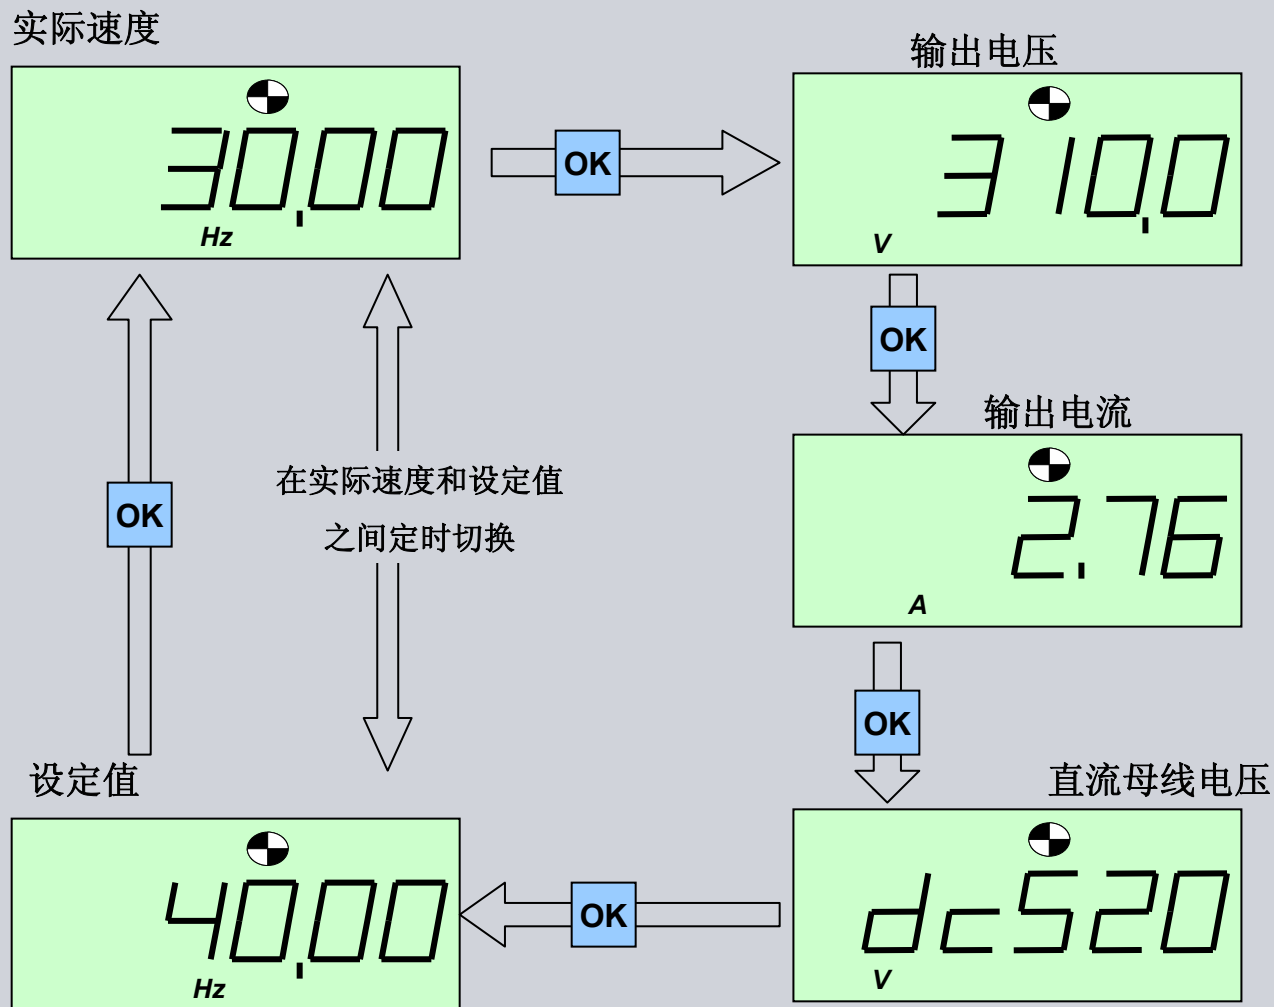 实际速度
30.00
Hz
OK
输出电压
310.0
V
OK
输出电流
2.76
A
OK
直流母线电压
dc520
V
OK
设定值
40.00
Hz
OK
在实际速度和设定值
之间定时切换